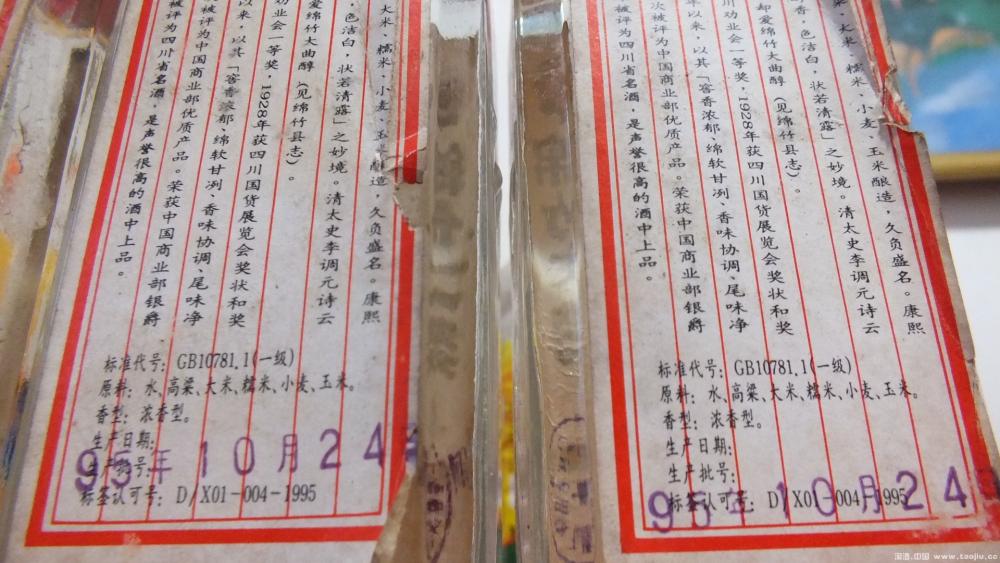 大米、糯米、小麦、玉米酿造，久负盛名。康熙
色洁白，状若清露」之妙境。清太史李调元诗云
爱绵竹大曲醇（见绵竹县志）。
劝业会一等奖，1928年获四川国货展览会奖状和奖
以来，以其「窖香浓郁、绵软甘冽、香味协调、尾味净
被评为中国商业部优质产品。荣获中国商业部银爵
被评为四川省名酒，是声誉很高的酒中上品。
标准代号：GB10781.1(一级)
原料：水、高粱、大米、糯米、小麦、玉米。
香型：浓香型。
生产日期：
生产批号：
95年10月24
标签认可号：D/X01-004-1995
大米、糯米、小麦、玉米酿造，久负盛名。康熙
香，色洁白，状若清露」之妙境。清太史李调元诗云
却爱绵竹大曲醇（见绵竹县志）。
川劝业会一等奖，1928年获四川国货展览会奖状和奖
年以来，以其「窖香浓郁、绵软甘冽、香味协调、尾味净
次被评为中国商业部优质产品。荣获中国商业部银爵
被评为四川省名酒，是声誉很高的酒中上品。
标准代号：GB10781.1(一级)
原料：水、高粱、大米、糯米、小麦、玉米。
香型：浓香型。
生产日期：
生产批号：
标签认可号：D/X01-004-1995
95年10月24
淘酒.中国 www.taojiu.cc